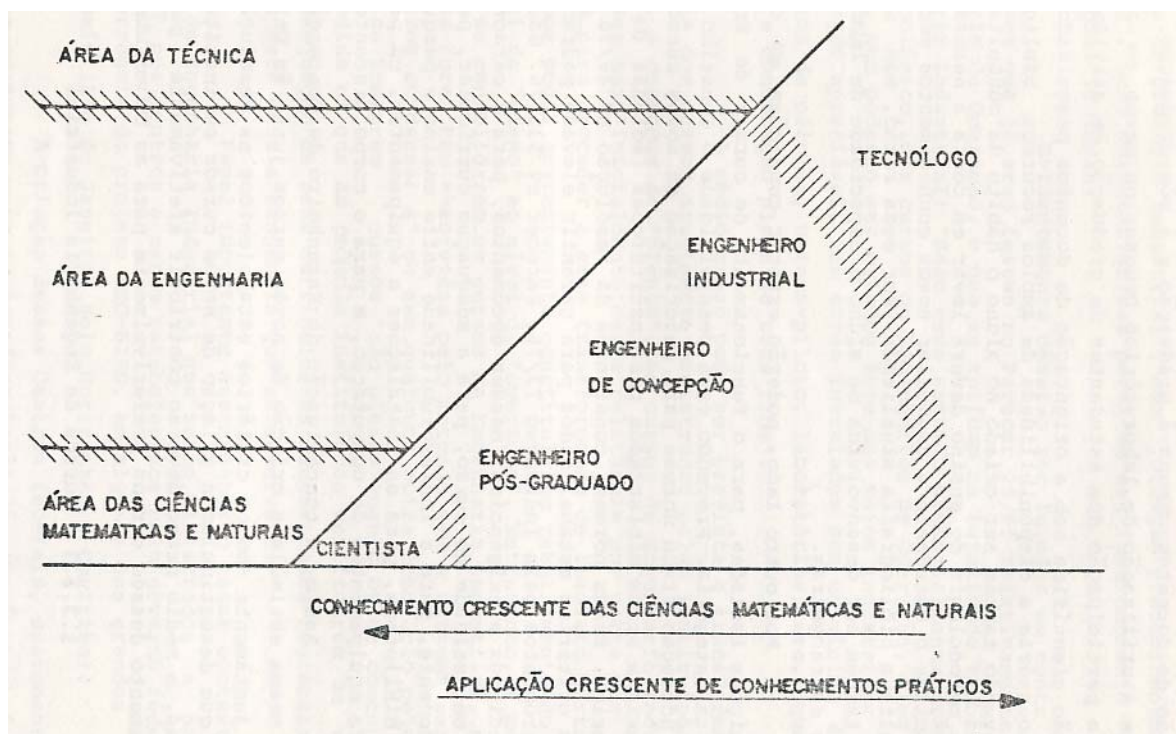 ÁREA DA TÉCNICA
TECNÓLOGO
ENGENHEIRO
INDUSTRIAL
ÁREA DA ENGENHARIA
ENGENHEIRO
DE CONCEPÇÃO
ENGENHEIRO
PÓS-GRADUADO
ÁREA DAS CIÊNCIAS
MATEMATICAS E NATURAIS
CIENTISTA
CONHECIMENTO CRESCENTE DAS CIÊNCIAS MATEMÁTICAS E NATURAIS
APLICAÇÃO CRESCENTE DE CONHECIMENTOS PRÁTICOS